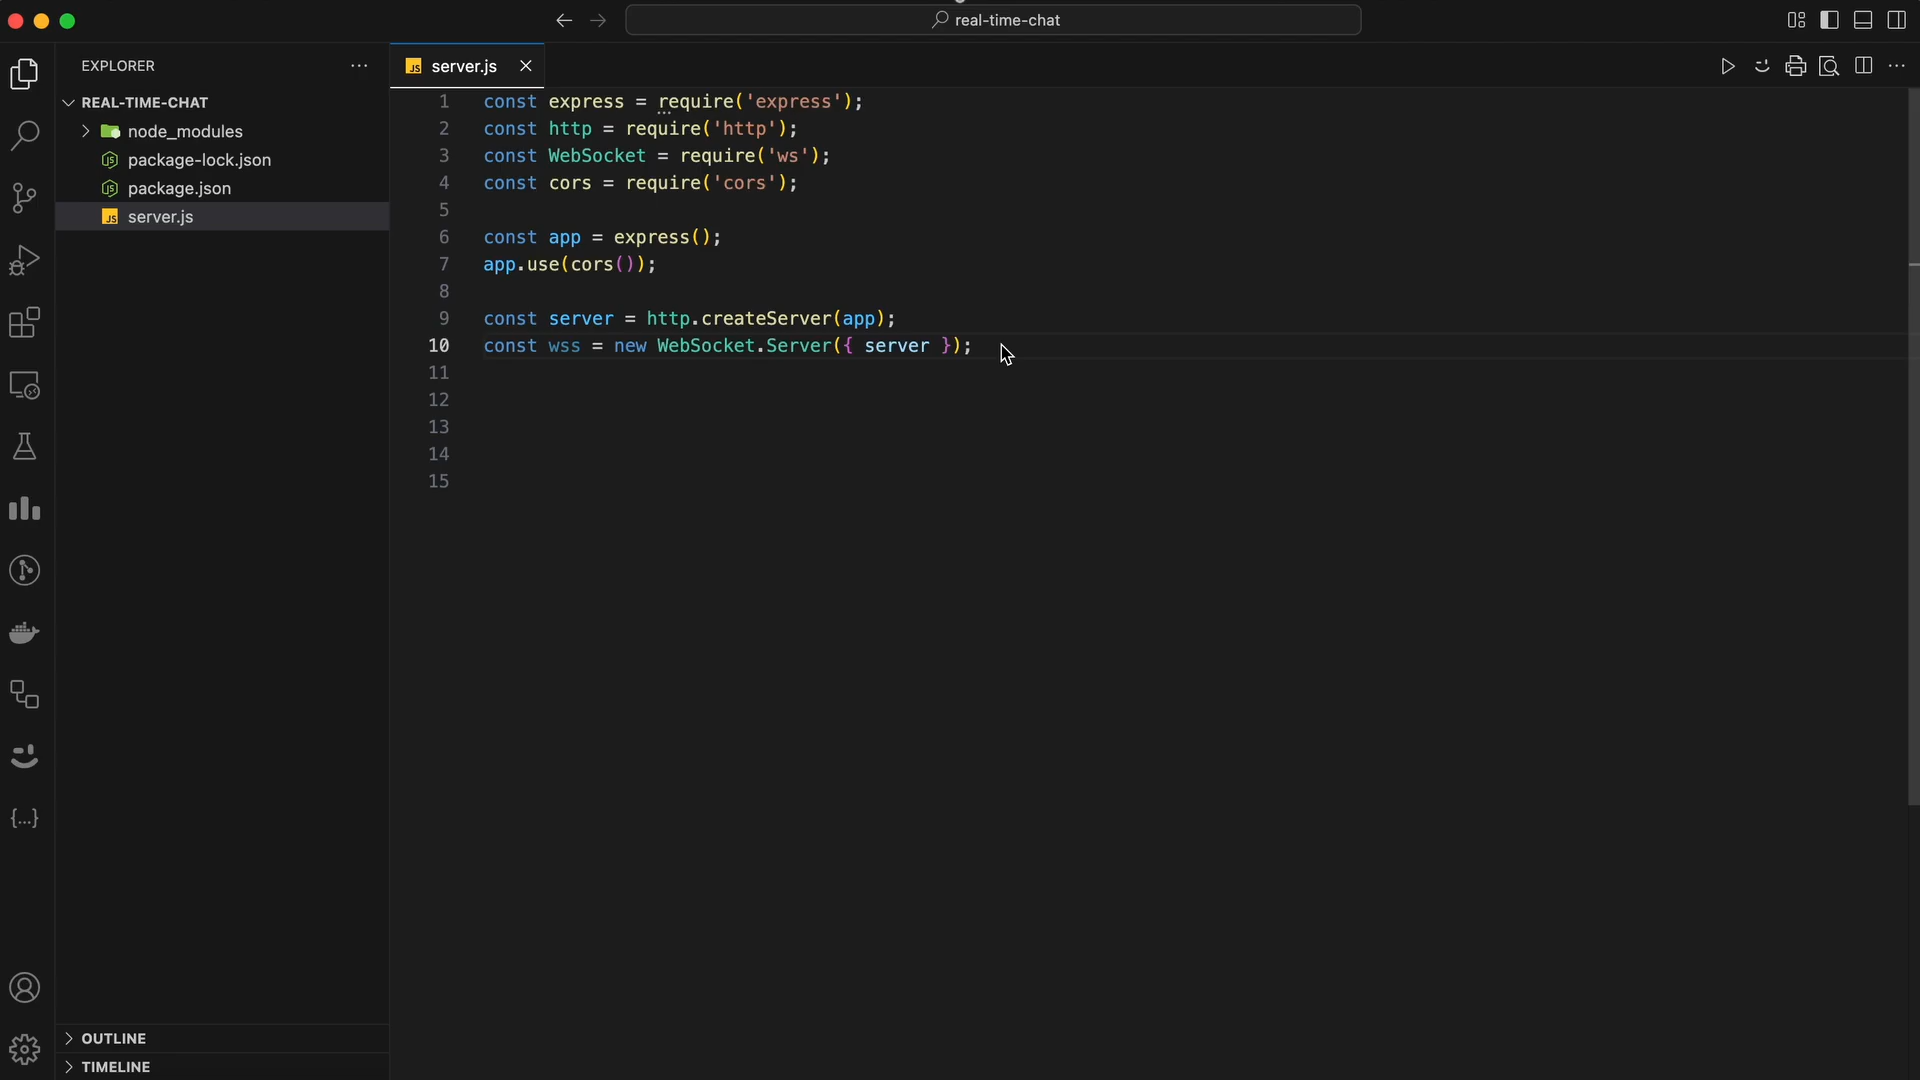 real-time-chat
EXPLORER
server.js
REAL-TIME-CHAT
node_modules
package-lock.json
package.json
server.js
1 const express = require('express');
2 const http = require('http');
3 const WebSocket = require('ws');
4 const cors = require('cors');
5
6 const app = express();
7 app.use(cors());
8
9 const server = http.createServer(app);
10 const wss = new WebSocket.Server({ server });
11
12
13
14
15
OUTLINE
TIMELINE